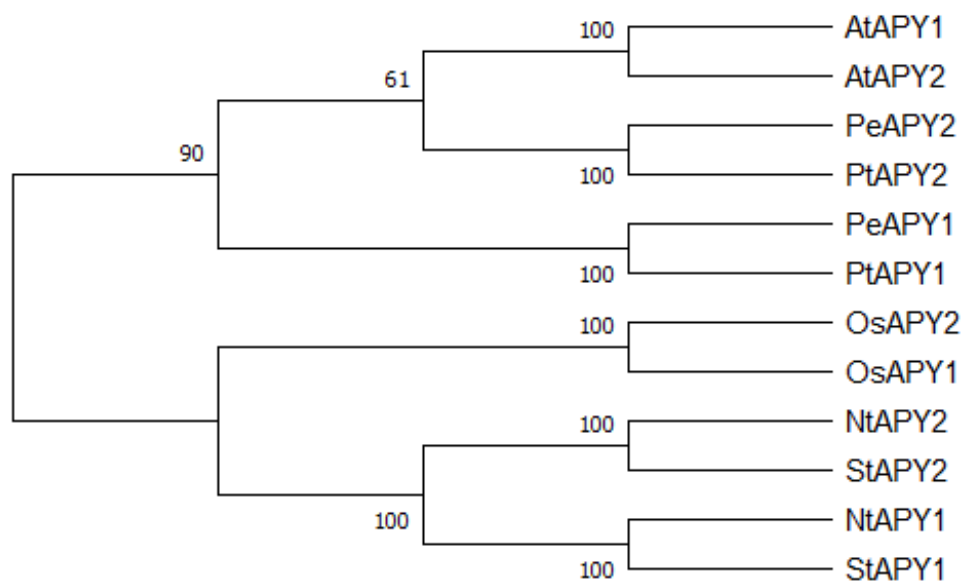 100
AtAPY1
AtAPY2
61
PeAPY2
90
100
PtAPY2
PeAPY1
100
PtAPY1
100
OsAPY2
OsAPY1
100
NtAPY2
StAPY2
100
NtAPY1
100
StAPY1